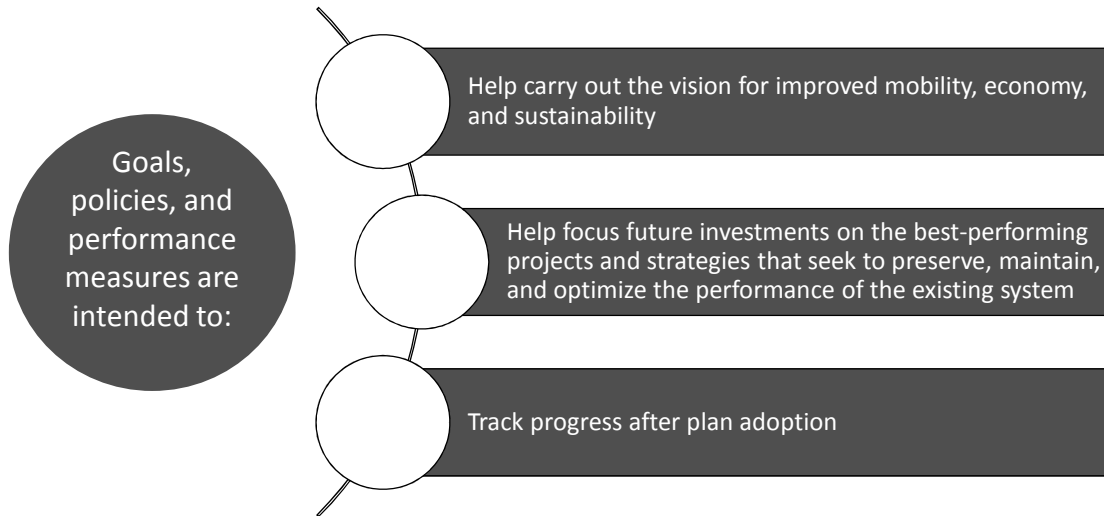 Goals,
policies, and
performance
measures are
intended to:
Help carry out the vision for improved mobility, economy,
and sustainability
Help focus future investments on the best-performing
projects and strategies that seek to preserve, maintain,
and optimize the performance of the existing system
Track progress after plan adoption